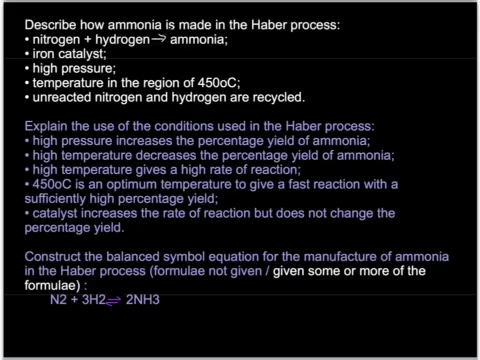 Describe how ammonia is made in the Haber process:
• nitrogen + hydrogen⇌ ammonia;
• iron catalyst;
• high pressure;
• temperature in the region of 450oC;
• unreacted nitrogen and hydrogen are recycled.
Explain the use of the conditions used in the Haber process:
• high pressure increases the percentage yield of ammonia;
• high temperature decreases the percentage yield of ammonia;
• high temperature gives a high rate of reaction;
• 450oC is an optimum temperature to give a fast reaction with a
sufficiently high percentage yield;
• catalyst increases the rate of reaction but does not change the
percentage yield.
Construct the balanced symbol equation for the manufacture of ammonia
in the Haber process (formulae not given / given some or more of the
formulae) :
N2 + 3H2⇌ 2NH3